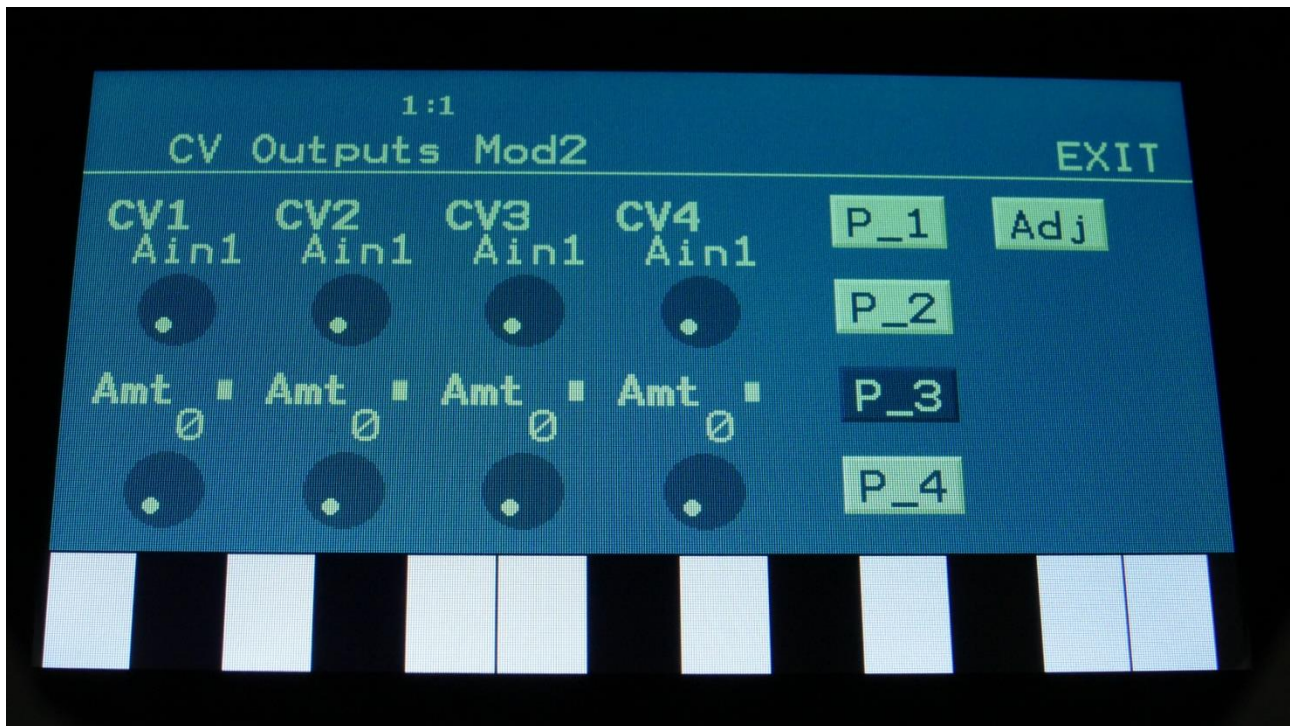 1:1
CV Outputs Mod2 EXIT
CV1 CV2 CV3 CV4 P_1 Adj
Ain1 Ain1 Ain1 Ain1
P_2
Amt Amt Amt Amt P_3
0 0 0 0
P_4